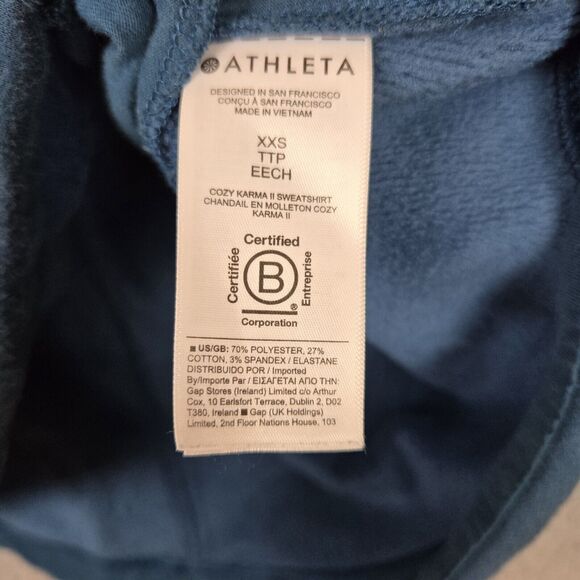 ATHLETA
DESIGNED IN SAN FRANCISCO
CONÇU À SAN FRANCISCO
MADE IN VIETNAM
XXS
TTP
EECH
COZY KARMA II SWEATSHIRT
CHANDAIL EN MOLLETON COZY
KARMA II
Certified
Certifiée
B
®
Entreprise
Corporation
■ US/GB: 70% POLYESTER, 27%
COTTON, 3% SPANDEX / ELASTANE
DISTRIBUIDO POR / Imported
By/Importe Par / ΕΙΣΑΓΕΤΑΙ ΑΠΟ ΤΗΝ:
Gap Stores (Ireland) Limited c/o Arthur
Cox, 10 Earlsfort Terrace, Dublin 2, D02
T380, Ireland ■ Gap (UK Holdings)
Limited, 2nd Floor Nations House, 103